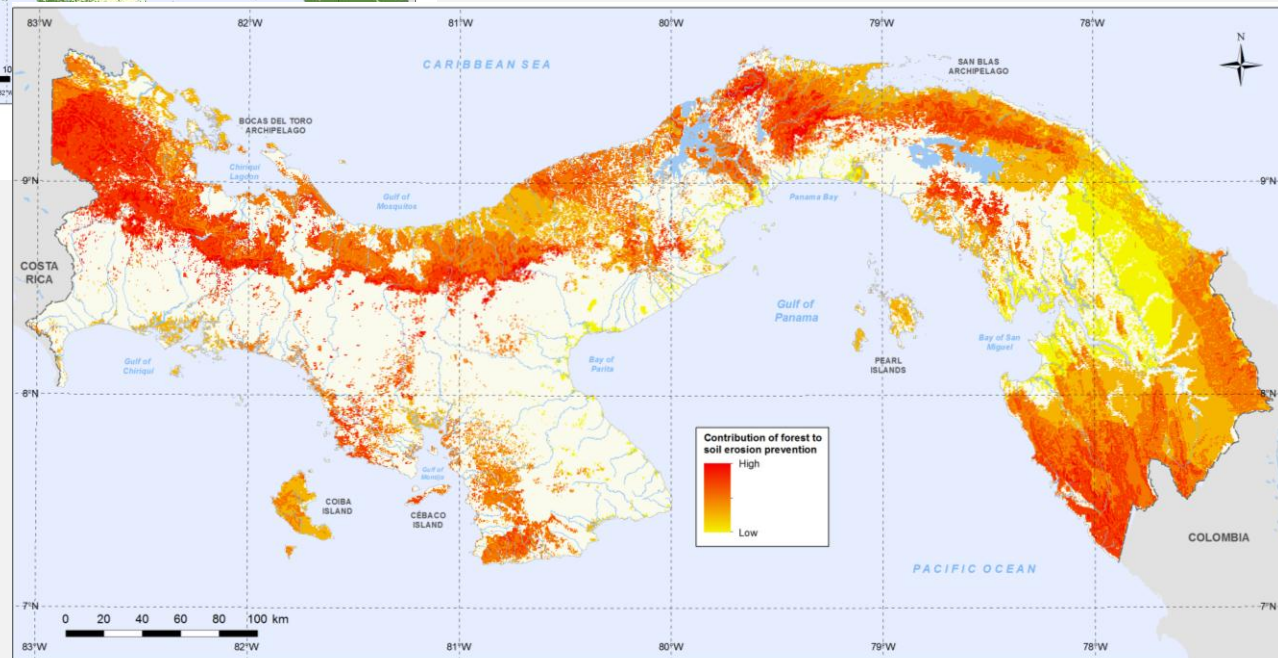 83°W
82°W
81°W
80°W
79°W
78°W
N
CARIBBEAN SEA
SAN BLAS
ARCHIPELAGO
10
BOCAS DEL TORO
ARCHIPELAGO
Chiriqui
Lagoon
9°N
Gulf of
Mosquitos
Panama Bay
9°N
COSTA
RICA
Gulf of
Panama
Gulf of
Chiriqui
Bay of
Parita
PEARL
ISLANDS
Bay of San
Miguel
8°N
8°N
Contribution of forest to
soil erosion prevention
High
Low
Gulf of
Montijo
COIBA
ISLAND
CÉBACO
ISLAND
COLOMBIA
PACIFIC OCEAN
7°N
7°N
0 20 40 60 80 100 km
83°W
82°W
81°W
80°W
79°W
78°W